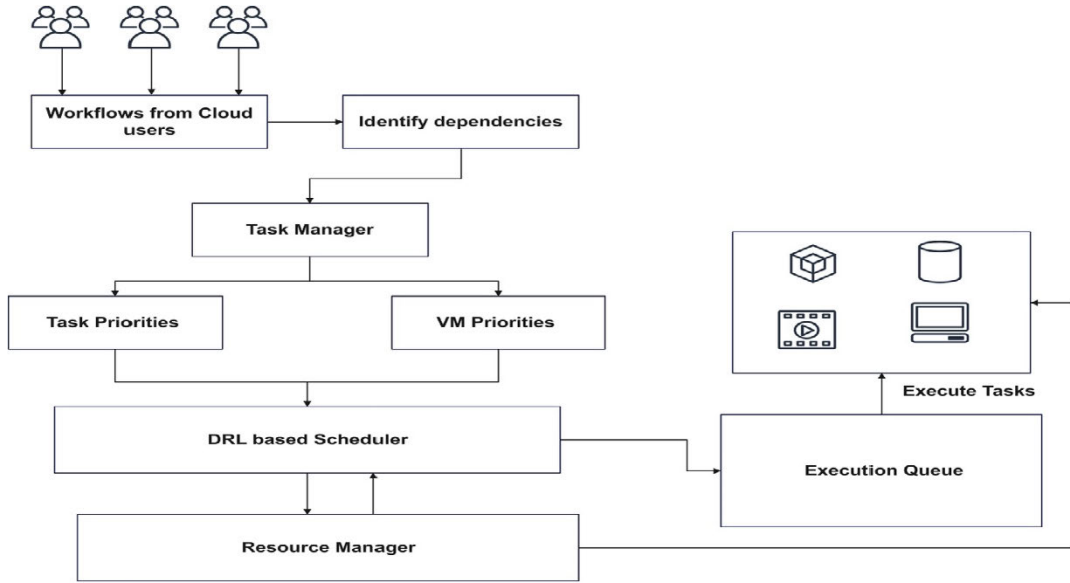 Workflows from Cloud
users
Identify dependencies
Task Manager
Task Priorities
VM Priorities
DRL based Scheduler
Resource Manager
Execute Tasks
Execution Queue